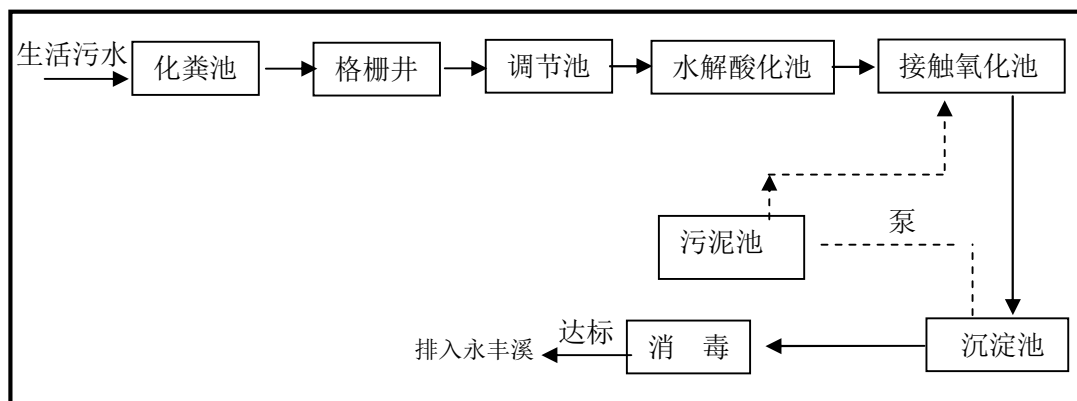 生活污水
化粪池
格栅井
调节池
水解酸化池
接触氧化池
污泥池
泵
排入永丰溪
达标
消 毒
沉淀池